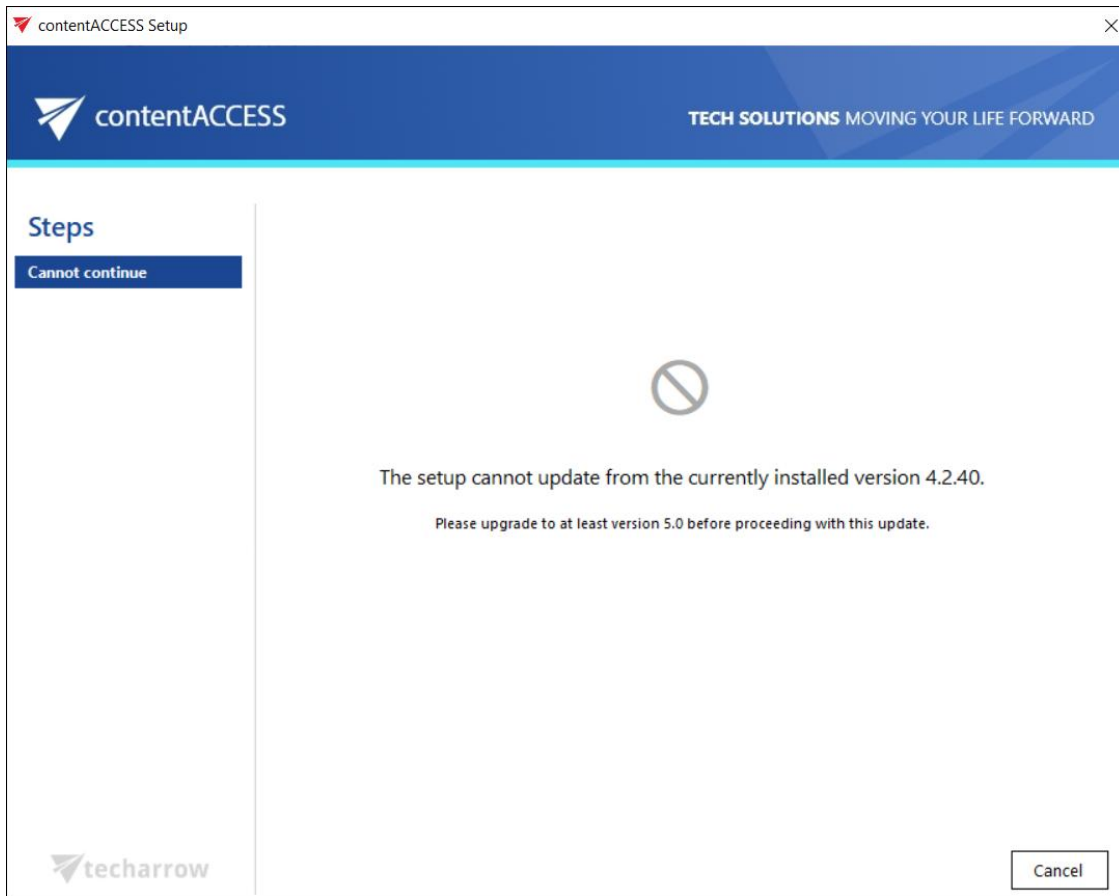 contentACCESS Setup
contentACCESS
TECH SOLUTIONS MOVING YOUR LIFE FORWARD
Steps
Cannot continue
The setup cannot update from the currently installed version 4.2.40.
Please upgrade to at least version 5.0 before proceeding with this update.
techarrow
Cancel